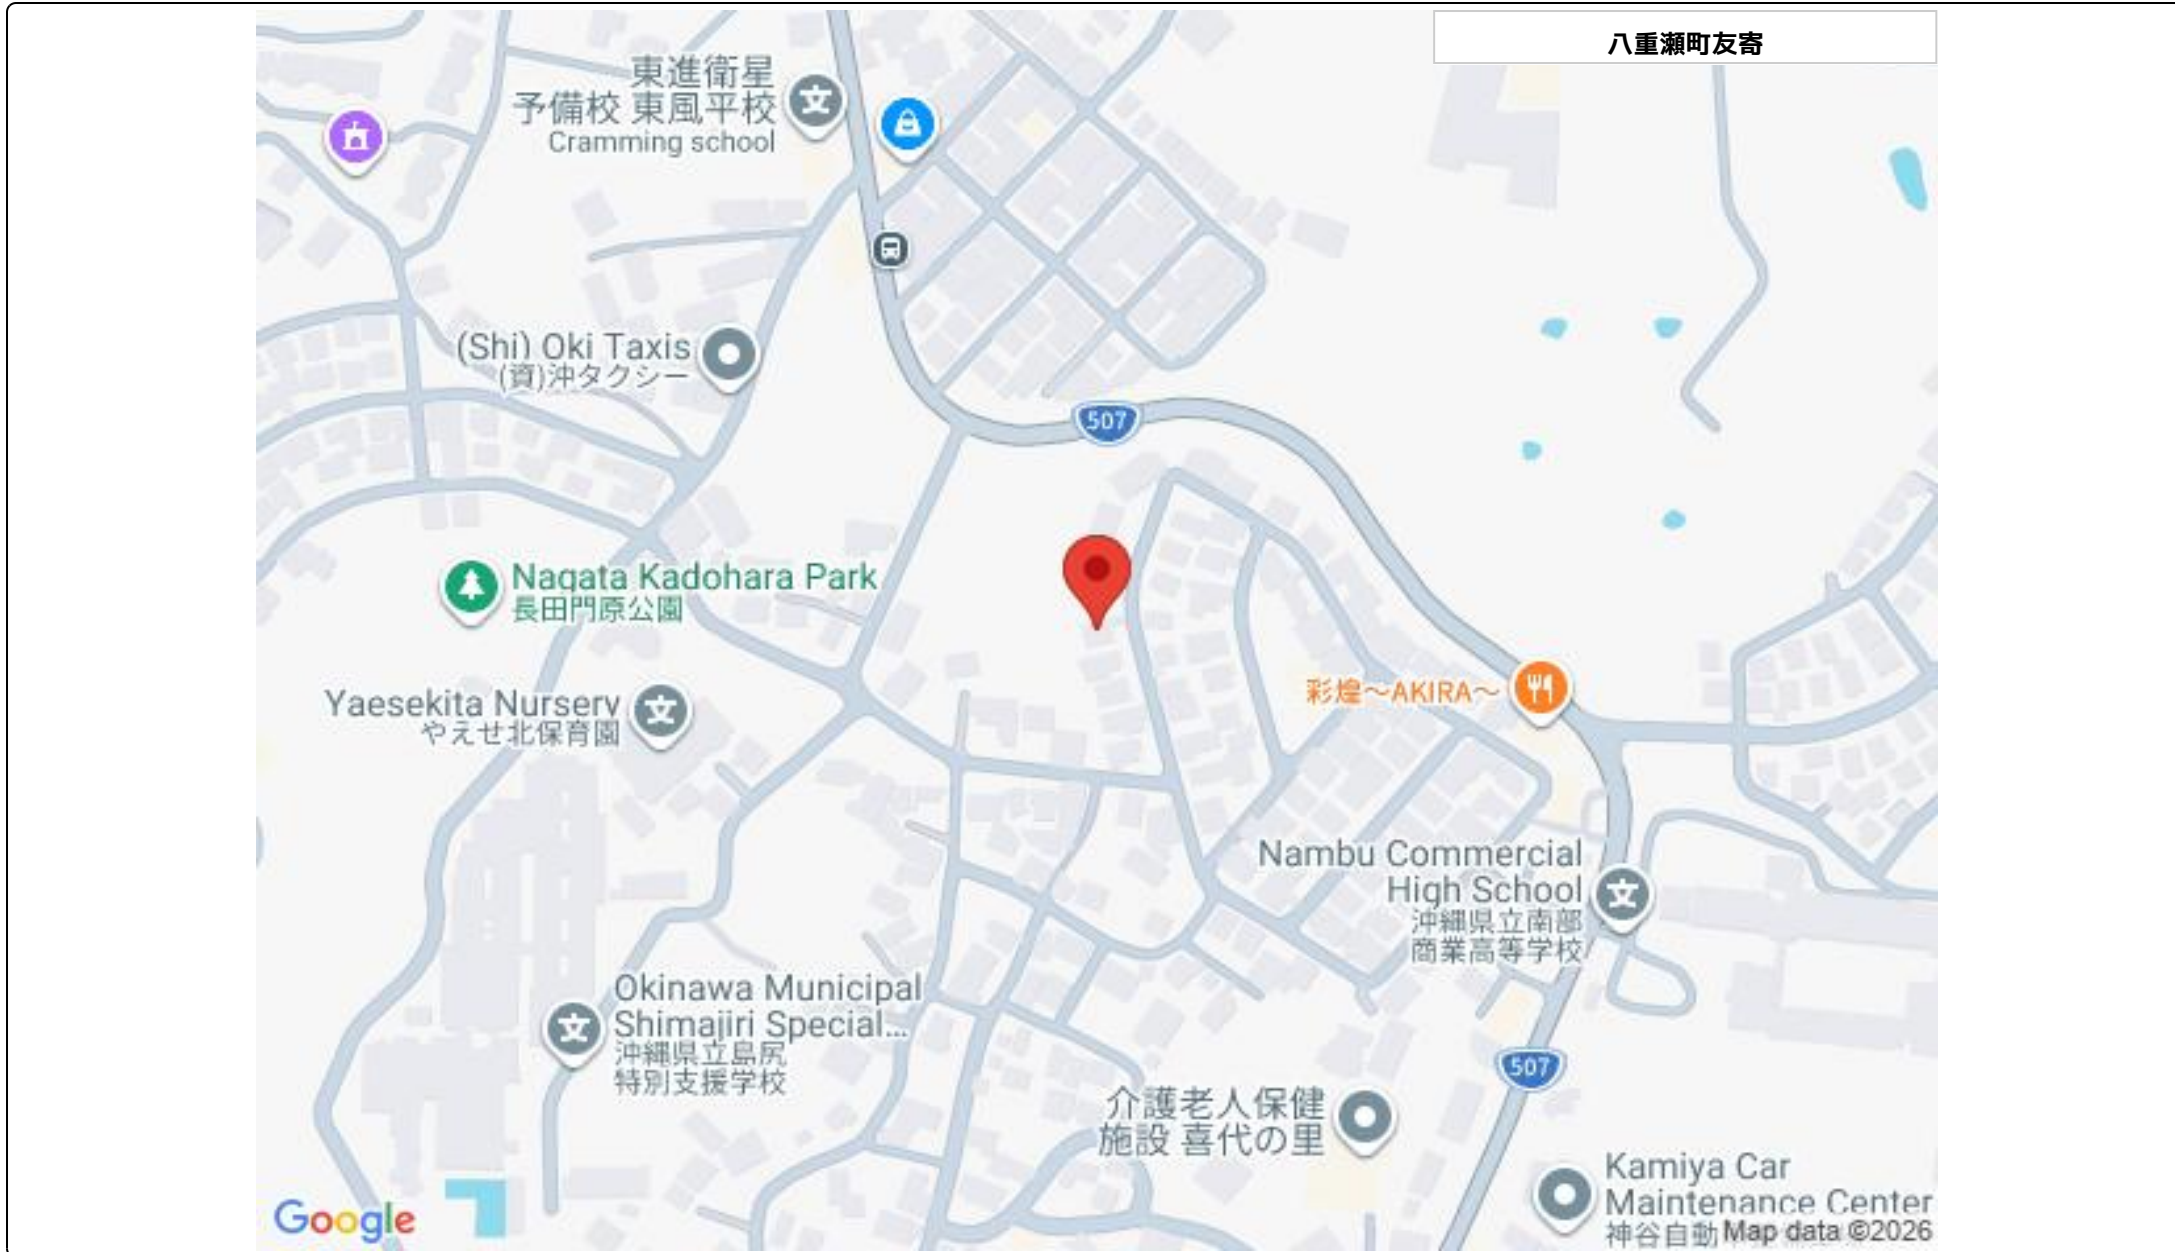 八重瀬町友寄
東進衛星
予備校 東風平校
Cramming school
(Shi) Oki Taxis
(資)沖タクシー
507
Nagata Kadohara Park
長田門原公園
Yaesekita Nursery
やえせ北保育園
彩煌～AKIRA～
Nambu Commercial
High School
沖縄県立南部
商業高等学校
Okinawa Municipal
Shimajiri Special...
沖縄県立島尻
特別支援学校
507
介護老人保健
施設 喜代の里
Kamiya Car
Maintenance Center
神谷自動
Google
Map data ©2026